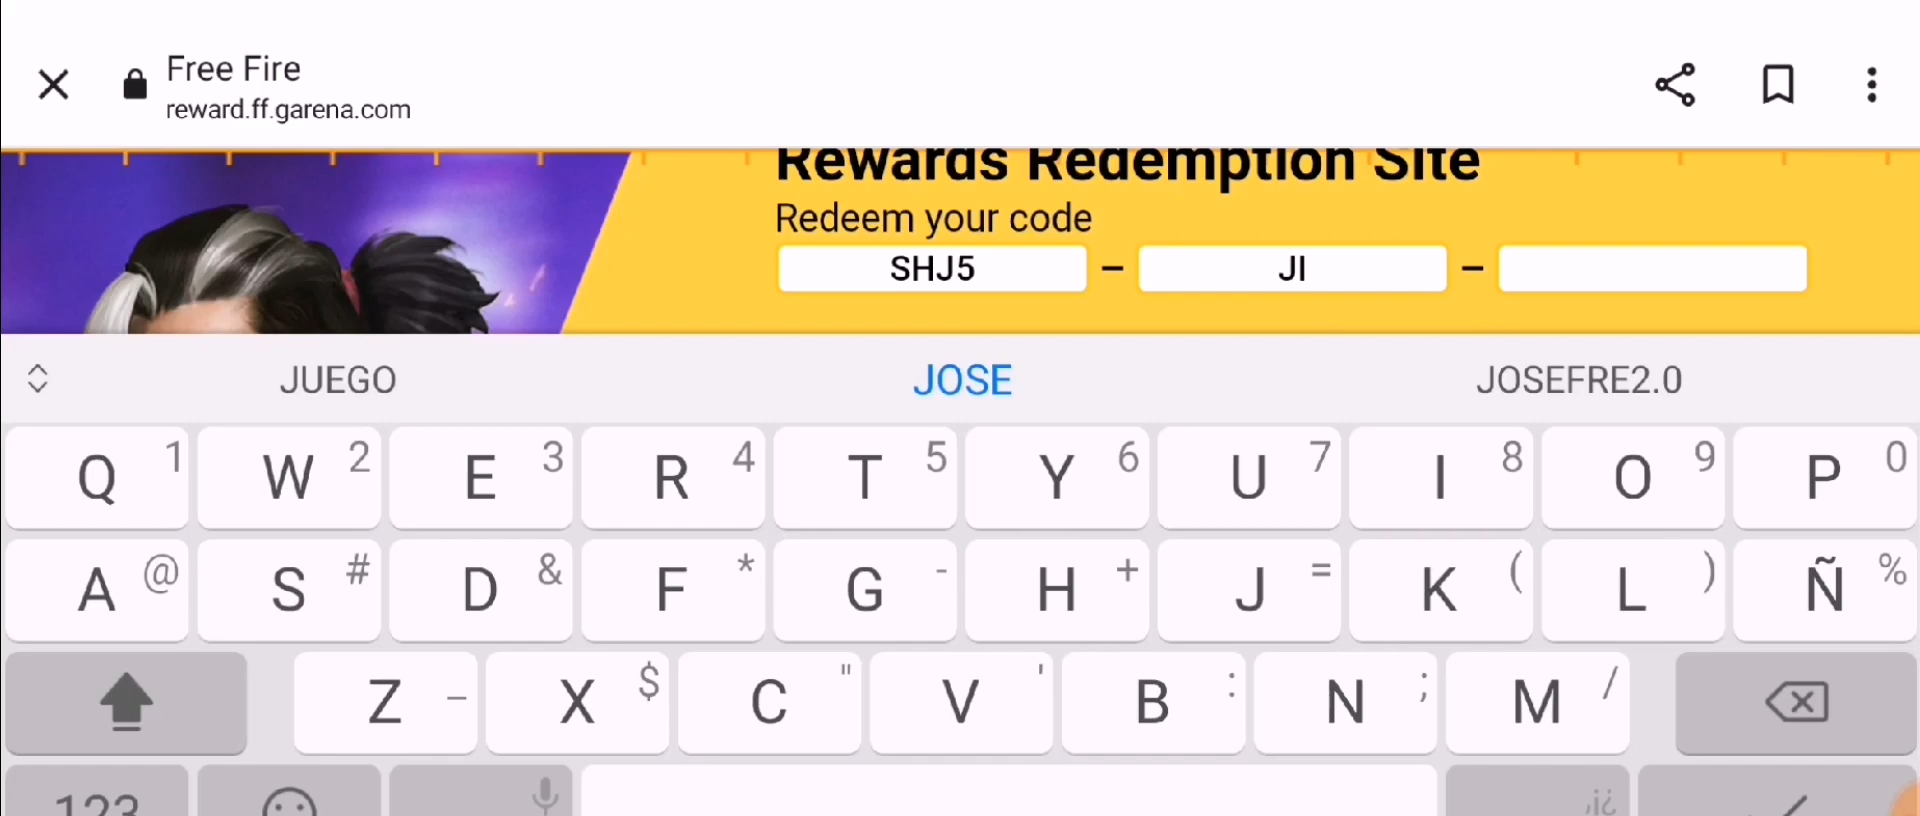 Free Fire
reward.ff.garena.com
Rewards Redemption Site
Redeem your code
SHJ5 – JI –
JUEGO JOSE JOSEFRE2.0
Q 1 W 2 E 3 R 4 T 5 Y 6 U 7 I 8 O 9 P 0
A @ S # D & F * G - H + J = K ( L ) Ñ %
Z _ X $ C " V ' B : N ; M /
123 ,i¿